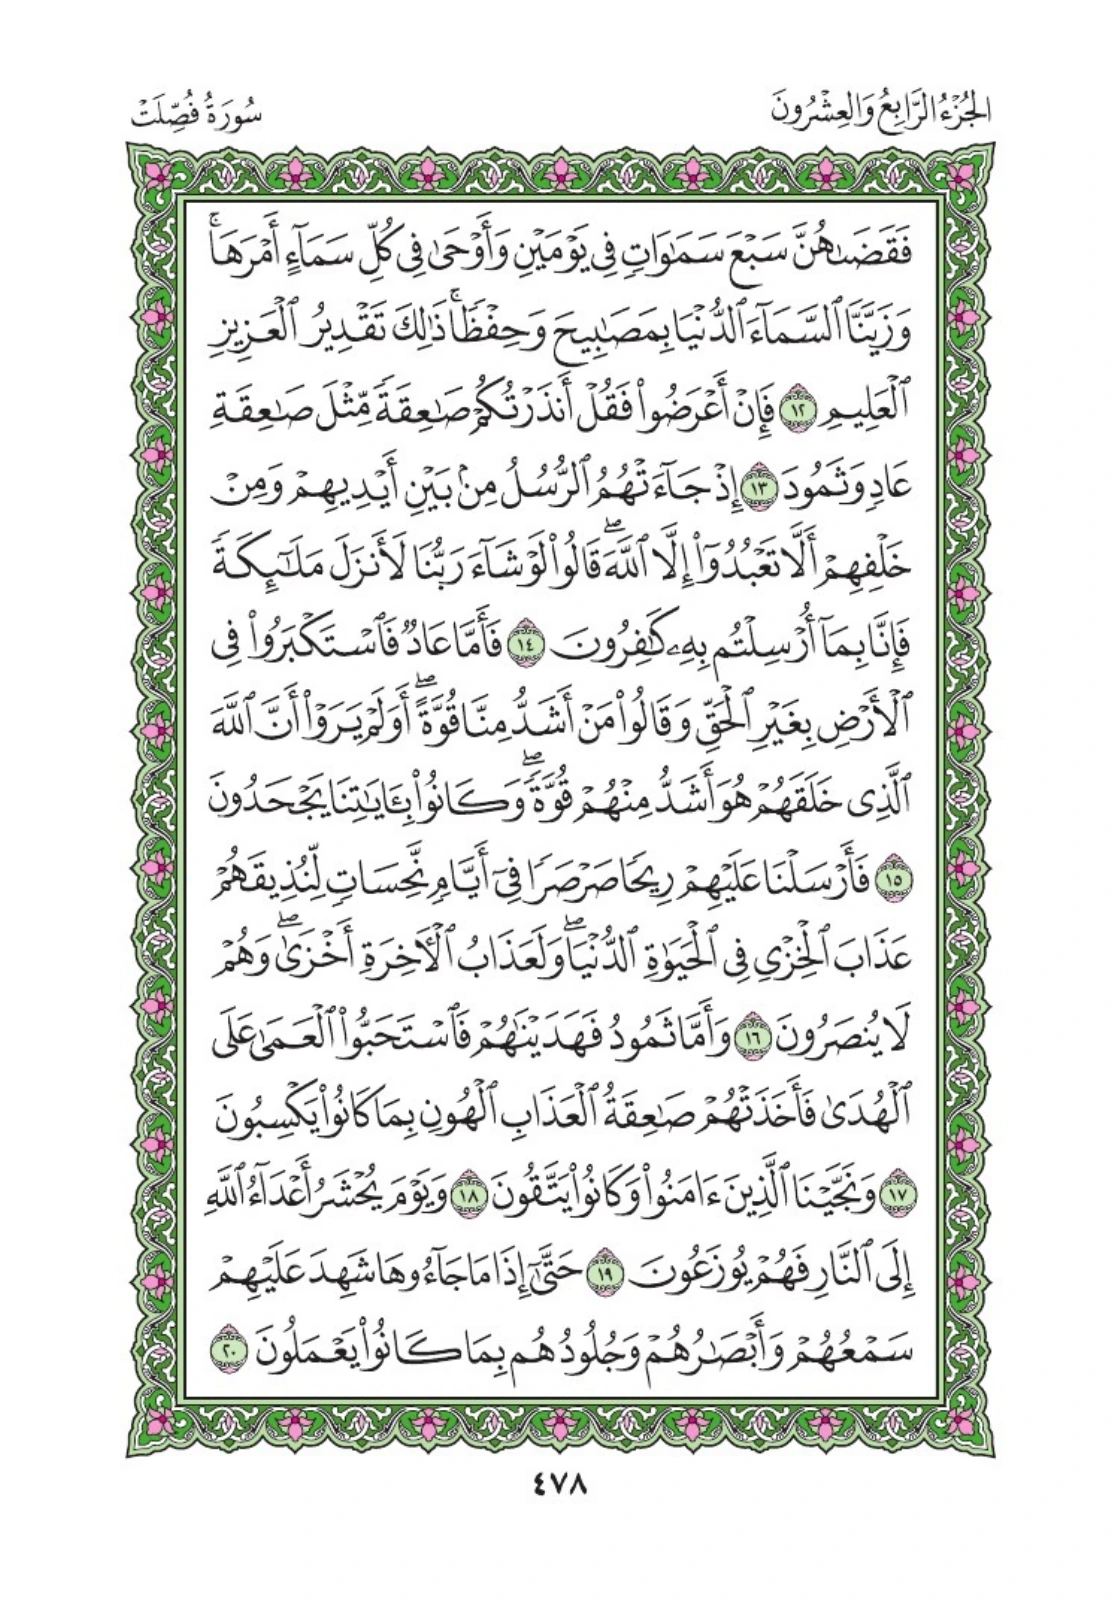 الجُزْءُ الرَّابِعُ وَالعِشْرُونَ
سُورَةُ فُصِّلَتْ
فَقَضَىٰهُنَّ سَبْعَ سَمَٰوَاتٍ فِي يَوْمَيْنِ وَأَوْحَىٰ فِي كُلِّ سَمَآءٍ أَمْرَهَاۚ
وَزَيَّنَّا ٱلسَّمَآءَ ٱلدُّنْيَا بِمَصَٰبِيحَ وَحِفْظٗاۚ ذَٰلِكَ تَقْدِيرُ ٱلْعَزِيزِ
ٱلْعَلِيمِ ١٢ فَإِنْ أَعْرَضُوا۟ فَقُلْ أَنذَرْتُكُمْ صَٰعِقَةٗ مِّثْلَ صَٰعِقَةِ
عَادٖ وَثَمُودَ ١٣ إِذْ جَآءَتْهُمُ ٱلرُّسُلُ مِنۢ بَيْنِ أَيْدِيهِمْ وَمِنْ
خَلْفِهِمْ أَلَّا تَعْبُدُوٓا۟ إِلَّا ٱللَّهَۖ قَالُوا۟ لَوْ شَآءَ رَبُّنَا لَأَنزَلَ مَلَٰٓئِكَةٗ
فَإِنَّا بِمَآ أُرْسِلْتُم بِهِۦ كَٰفِرُونَ ١٤ فَأَمَّا عَادٞ فَٱسْتَكْبَرُوا۟ فِي
ٱلْأَرْضِ بِغَيْرِ ٱلْحَقِّ وَقَالُوا۟ مَنْ أَشَدُّ مِنَّا قُوَّةًۖ أَوَلَمْ يَرَوْا۟ أَنَّ ٱللَّهَ
ٱلَّذِي خَلَقَهُمْ هُوَ أَشَدُّ مِنْهُمْ قُوَّةٗۖ وَكَانُوا۟ بِـَٔايَٰتِنَا يَجْحَدُونَ
١٥ فَأَرْسَلْنَا عَلَيْهِمْ رِيحٗا صَرْصَرٗا فِيٓ أَيَّامٖ نَّحِسَاتٖ لِّنُذِيقَهُمْ
عَذَابَ ٱلْخِزْيِ فِي ٱلْحَيَوٰةِ ٱلدُّنْيَاۖ وَلَعَذَابُ ٱلْأٓخِرَةِ أَخْزَىٰۖ وَهُمْ
لَا يُنصَرُونَ ١٦ وَأَمَّا ثَمُودُ فَهَدَيْنَٰهُمْ فَٱسْتَحَبُّوا۟ ٱلْعَمَىٰ عَلَى
ٱلْهُدَىٰ فَأَخَذَتْهُمْ صَٰعِقَةُ ٱلْعَذَابِ ٱلْهُونِ بِمَا كَانُوا۟ يَكْسِبُونَ
١٧ وَنَجَّيْنَا ٱلَّذِينَ ءَامَنُوا۟ وَكَانُوا۟ يَتَّقُونَ ١٨ وَيَوْمَ يُحْشَرُ أَعْدَآءُ ٱللَّهِ
إِلَى ٱلنَّارِ فَهُمْ يُوزَعُونَ ١٩ حَتَّىٰٓ إِذَا مَا جَآءُوهَا شَهِدَ عَلَيْهِمْ
سَمْعُهُمْ وَأَبْصَٰرُهُمْ وَجُلُودُهُم بِمَا كَانُوا۟ يَعْمَلُونَ ٢٠
٤٧٨